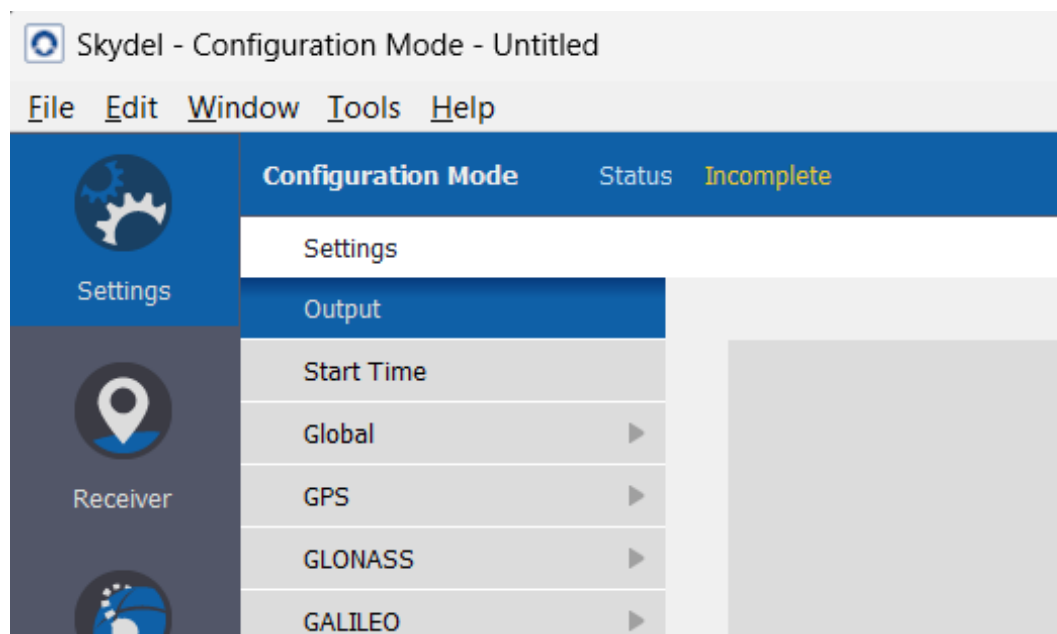 Skydel - Configuration Mode - Untitled
File Edit Window Tools Help
Configuration Mode Status Incomplete
Settings
Settings
Output
Start Time
Global
Receiver
GPS
GLONASS
GALILEO